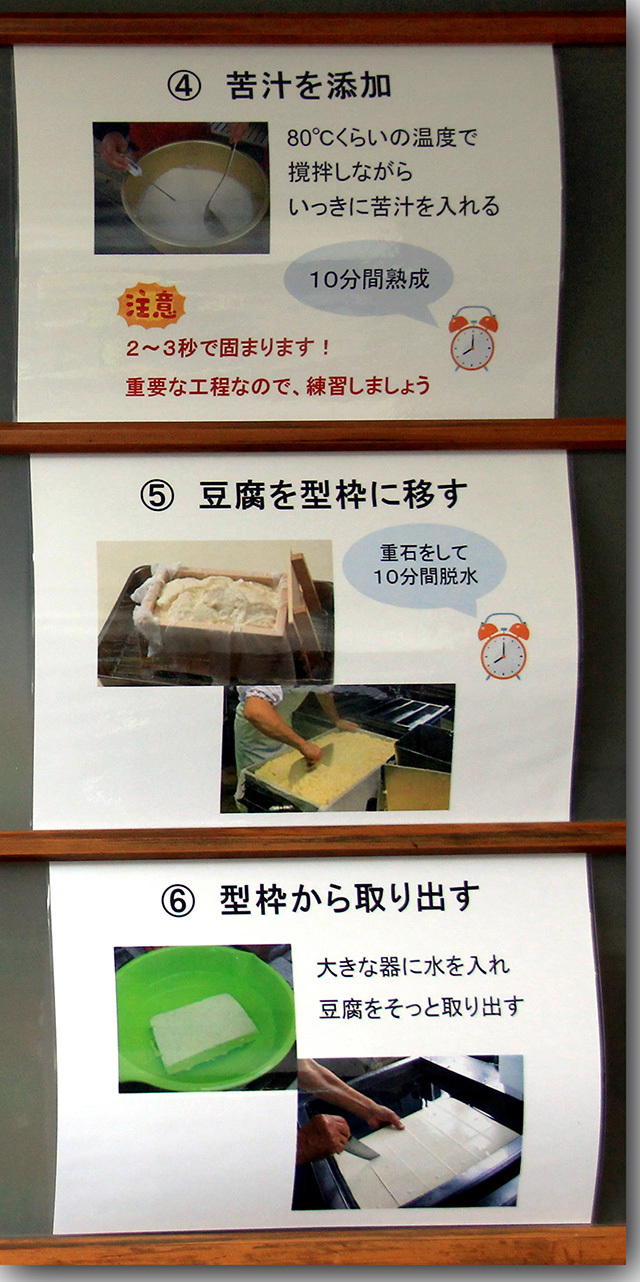 ④ 苦汁を添加
80℃くらいの温度で
撹拌しながら
いっきに苦汁を入れる
10分間熟成
注意
2～3秒で固まります！
重要な工程なので、練習しましょう
⑤ 豆腐を型枠に移す
重石をして
10分間脱水
⑥ 型枠から取り出す
大きな器に水を入れ
豆腐をそっと取り出す